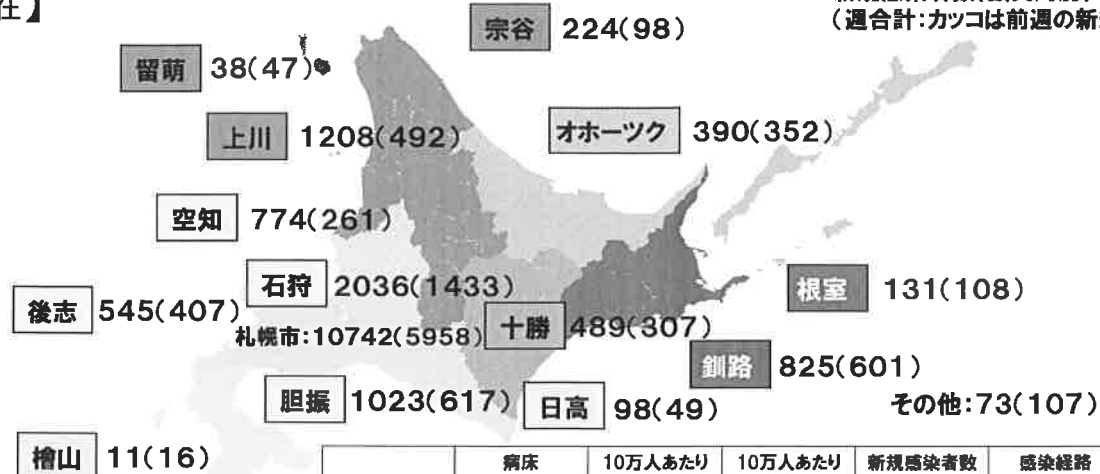 在】
（週合計：カッコは前週の新
宗谷 224(98)
留萌 38(47)
上川 1208(492)
オホーツク 390(352)
空知 774(261)
石狩 2036(1433)
後志 545(407)
札幌市：10742(5958)
十勝 489(307)
根室 131(108)
釧路 825(601)
胆振 1023(617)
日高 98(49)
その他：73(107)
檜山 11(16)
病床 10万人あたり 10万人あたり 新規感染者数 感染経路